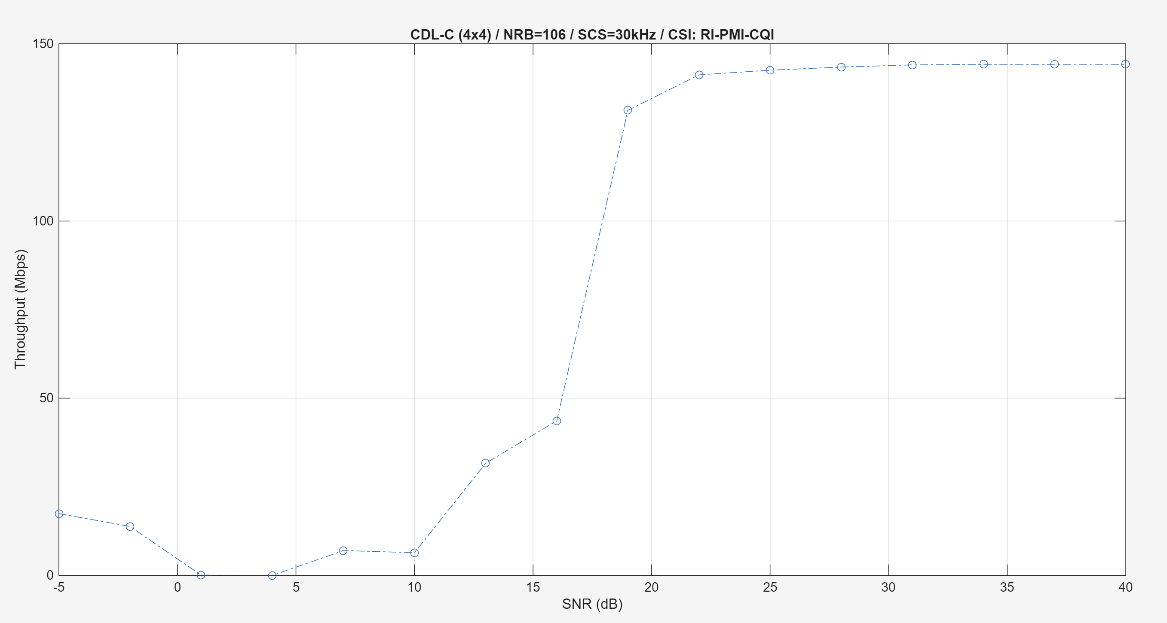 CDL-C (4x4) / NRB=106 / SCS=30kHz / CSI: RI-PMI-CQI
150
100
50
0
Throughput (Mbps)
-5 0 5 10 15 20 25 30 35 40
SNR (dB)